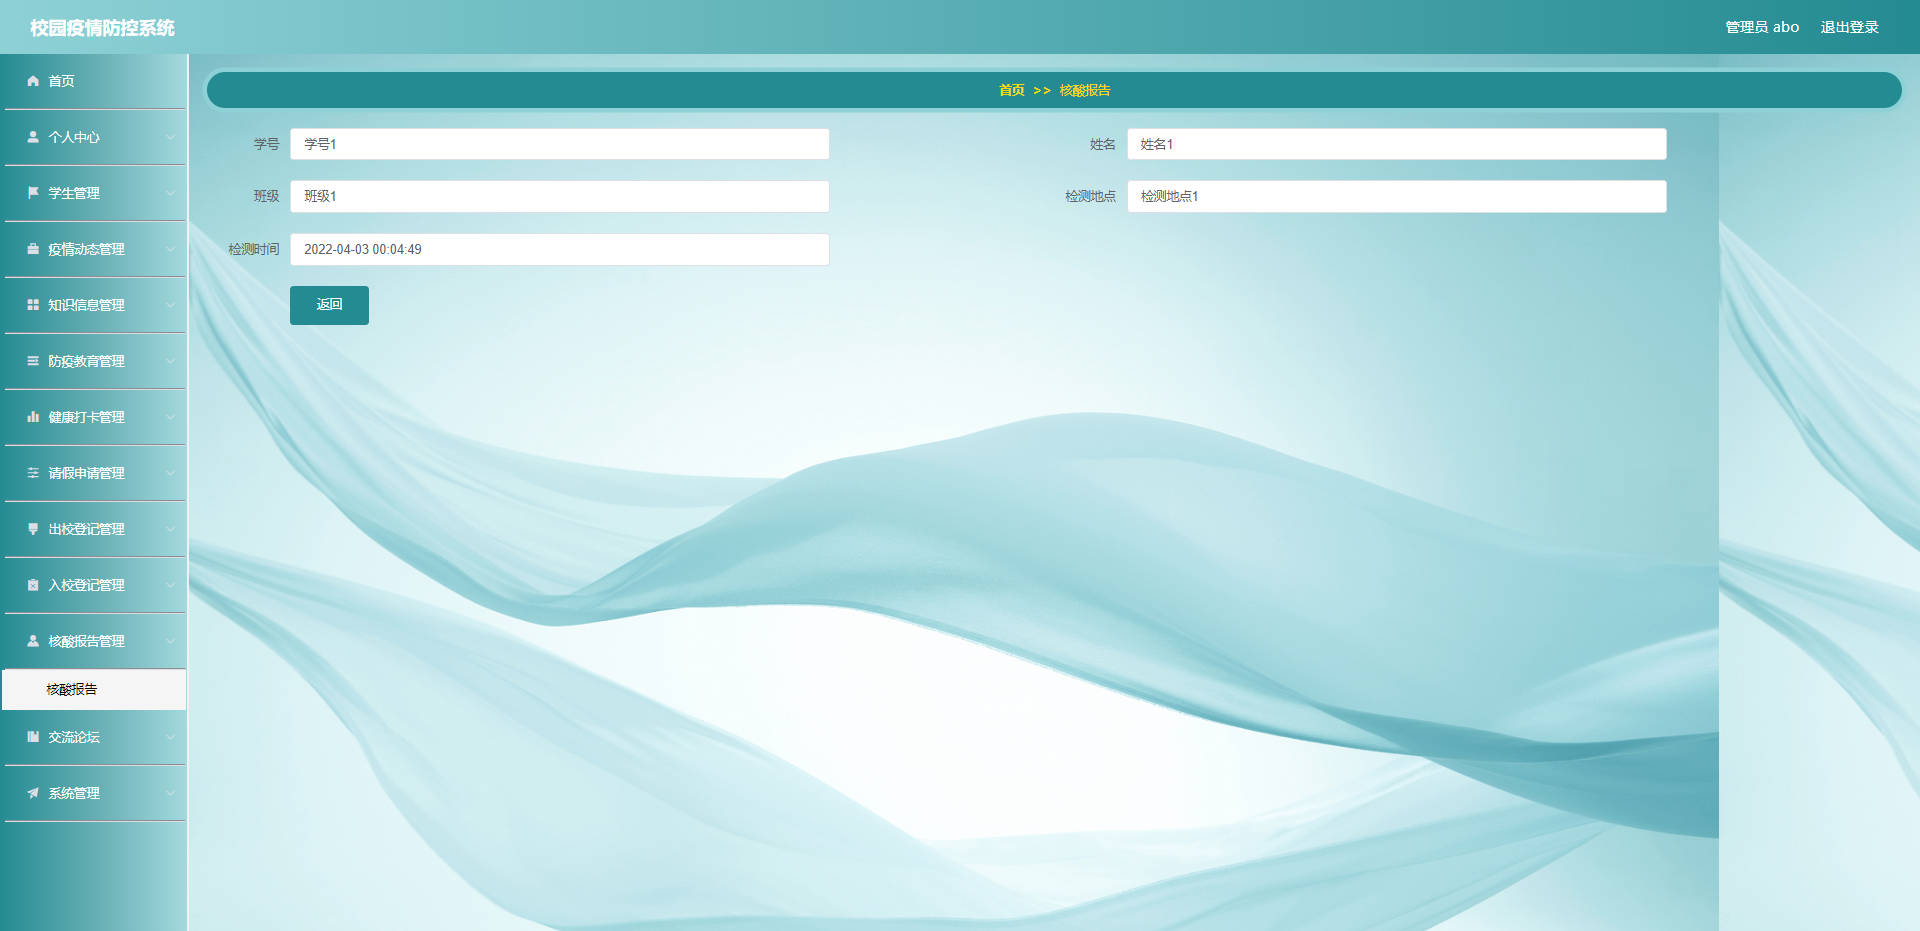 校园疫情防控系统
管理员 abo 退出登录
首页
个人中心
学生管理
疫情动态管理
知识信息管理
防疫教育管理
健康打卡管理
请假申请管理
出校登记管理
入校登记管理
核酸报告管理
核酸报告
交流论坛
系统管理
首页 >> 核酸报告
学号 学号1
姓名 姓名1
班级 班级1
检测地点 检测地点1
检测时间 2022-04-03 00:04:49
返回